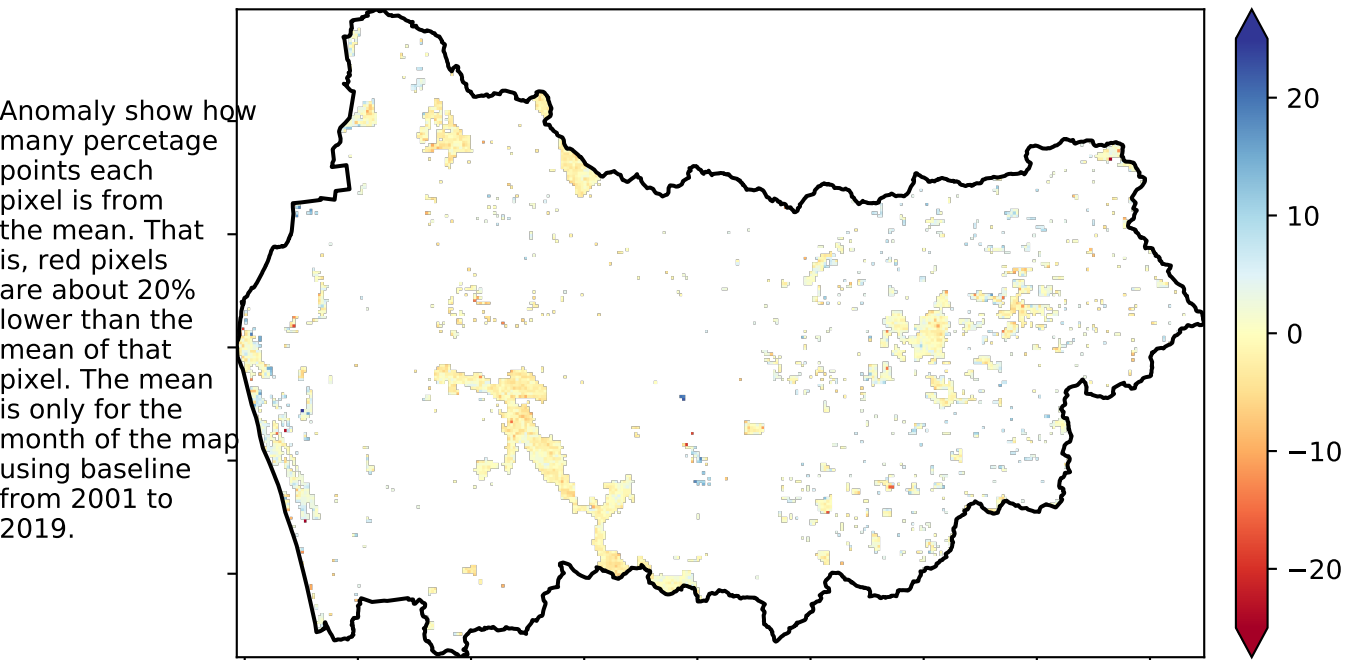 Anomaly show how
many percetage
points each
pixel is from
the mean. That
is, red pixels
are about 20%
lower than the
mean of that
pixel. The mean
is only for the
month of the map
using baseline
from 2001 to
2019.
20
10
0
−10
−20